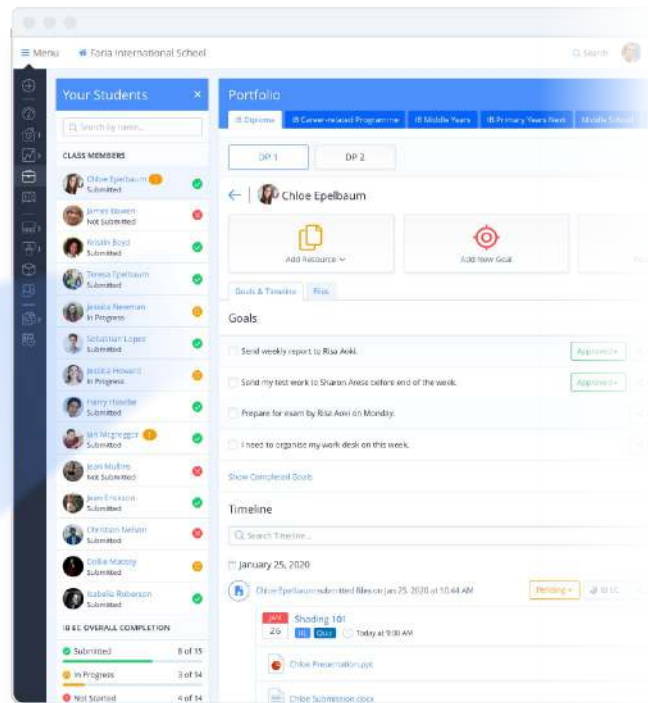 Menu
Faria International School
Search
Your Students
Search by name...
CLASS MEMBERS
Chloe Epelbaum
Submitted
James Bowen
Not Submitted
Kristin Boyd
Submitted
Teresa Epelbaum
Submitted
Jessica Newman
In Progress
Sebastian Lopez
Submitted
Jessica Howard
In Progress
Harry
Submitted
Ian Mcgregger
Submitted
Jean Mullins
Not Submitted
Jean Erickson
Submitted
Christian Nelson
Submitted
Massey
Submitted
Isabelle Roberson
Submitted
IB EC OVERALL COMPLETION
Submitted 8 of 15
In Progress 3 of 14
Not Started 4 of 14
Portfolio
IB Diploma
IB Career-related Programme
IB Middle Years
IB Primary Years Next
Middle School
DP 1
DP 2
Chloe Epelbaum
Add Resource
Add New Goal
Goals & Timeline
Files
Goals
Send weekly report to Risa Aoki.
Approved
Send my test work to Sharon Arese before end of the week.
Approved
Prepare for exam by Risa Aoki on Monday.
I need to organise my work desk on this week.
Show Completed Goals
Timeline
Search Timeline...
January 25, 2020
Chloe Epelbaum submitted files on Jan 25, 2020 at 10:44 AM
Pending
IB EC
JAN
26
Shading 101
HL
Quiz
Today at 9:00 AM
Chloe Presentation.ppt
Chloe Submission.docx